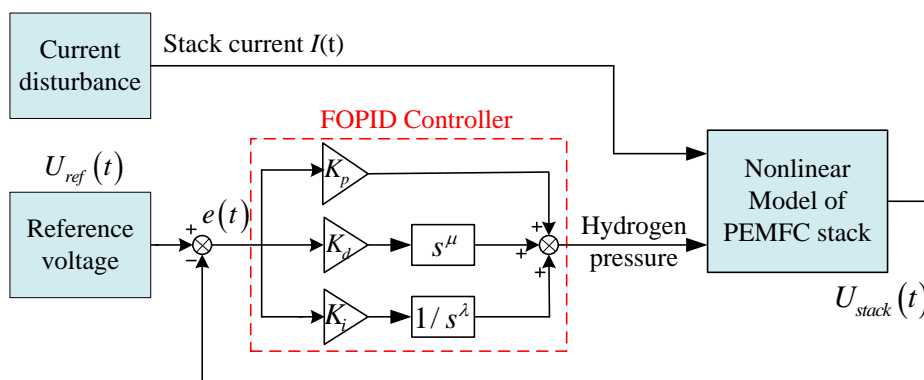 Current
disturbance
Stack current I(t)
FOPID Controller
U_ref(t)
Reference
voltage
+
−
e(t)
K_p
K_d
s^μ
K_i
1/s^λ
+
+
+
Hydrogen
pressure
Nonlinear
Model of
PEMFC stack
U_stack(t)